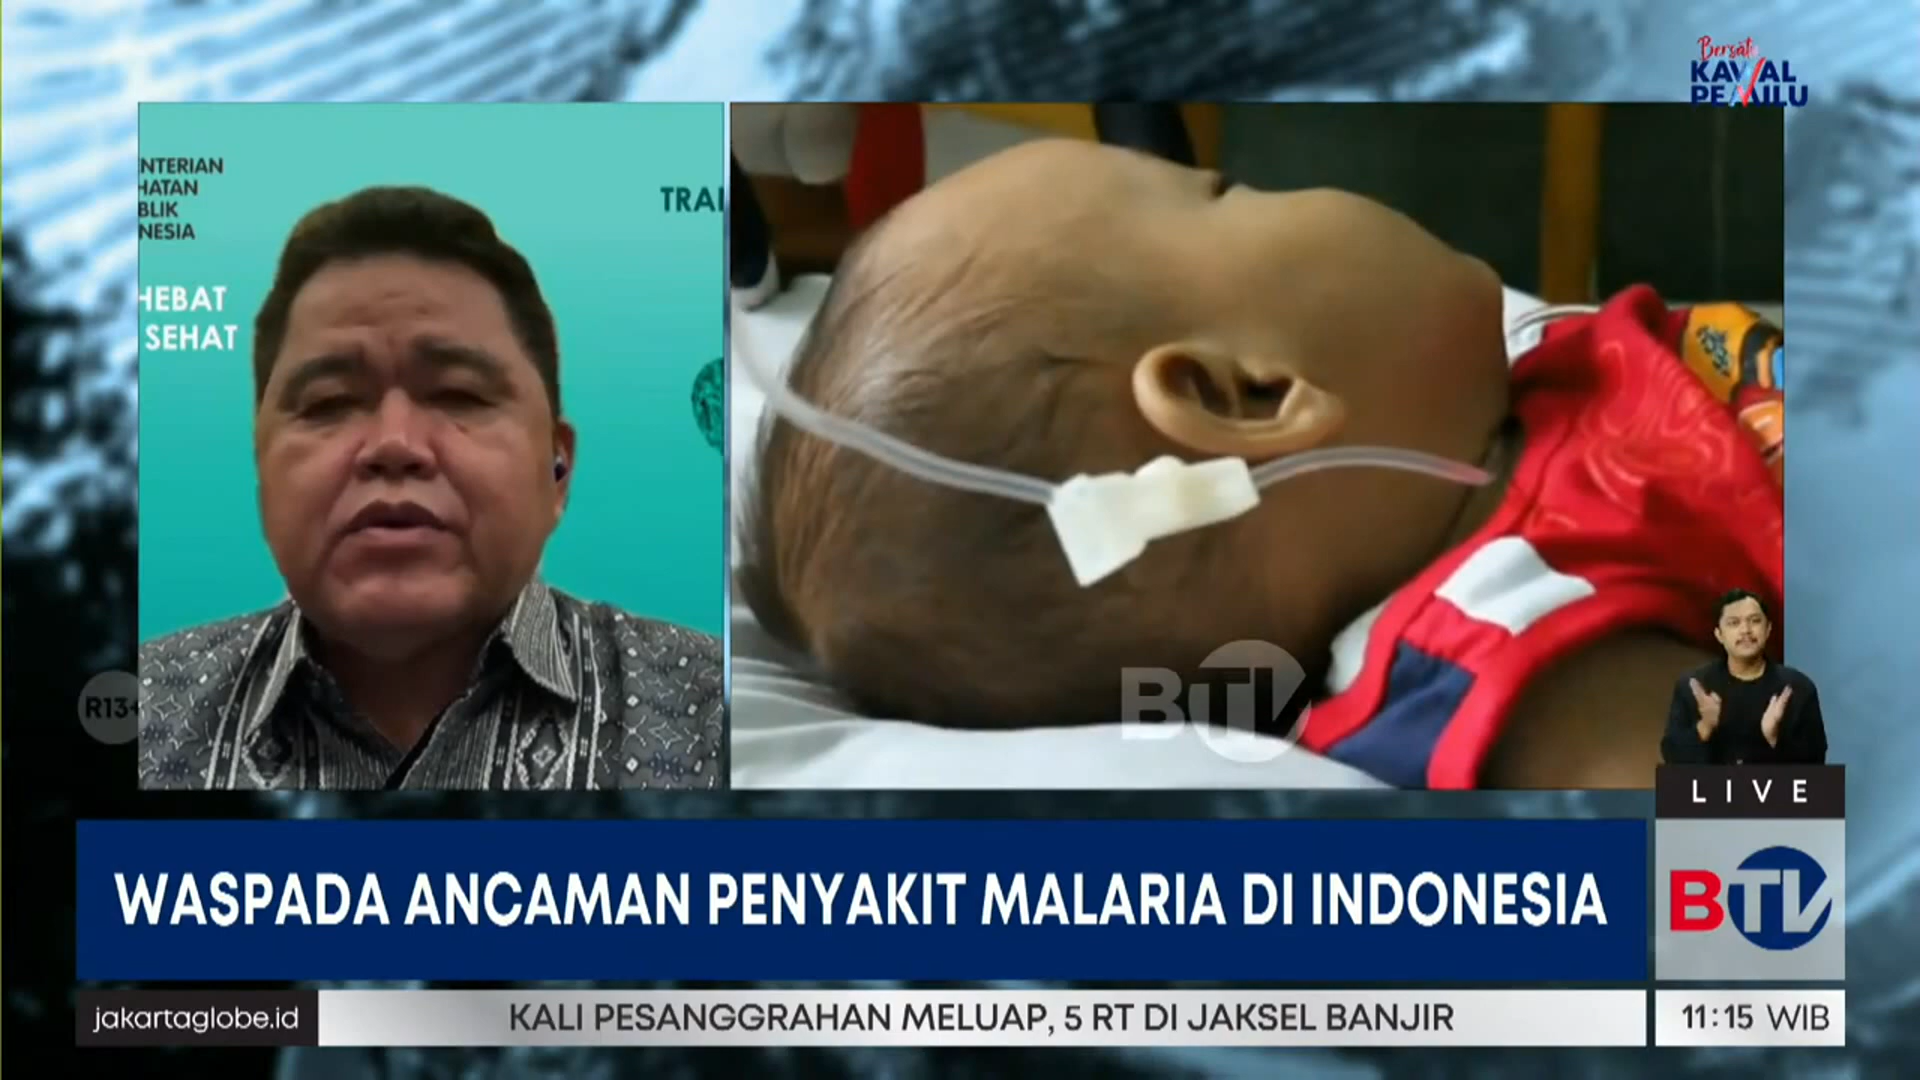 Bersatu
KAWAL
PEMILU
NTERIAN
HATAN
BLIK
NESIA
TRA
HEBAT
SEHAT
R13+
BTV
LIVE
WASPADA ANCAMAN PENYAKIT MALARIA DI INDONESIA
BTV
jakartaglobe.id
KALI PESANGGRAHAN MELUAP, 5 RT DI JAKSEL BANJIR
11:15 WIB